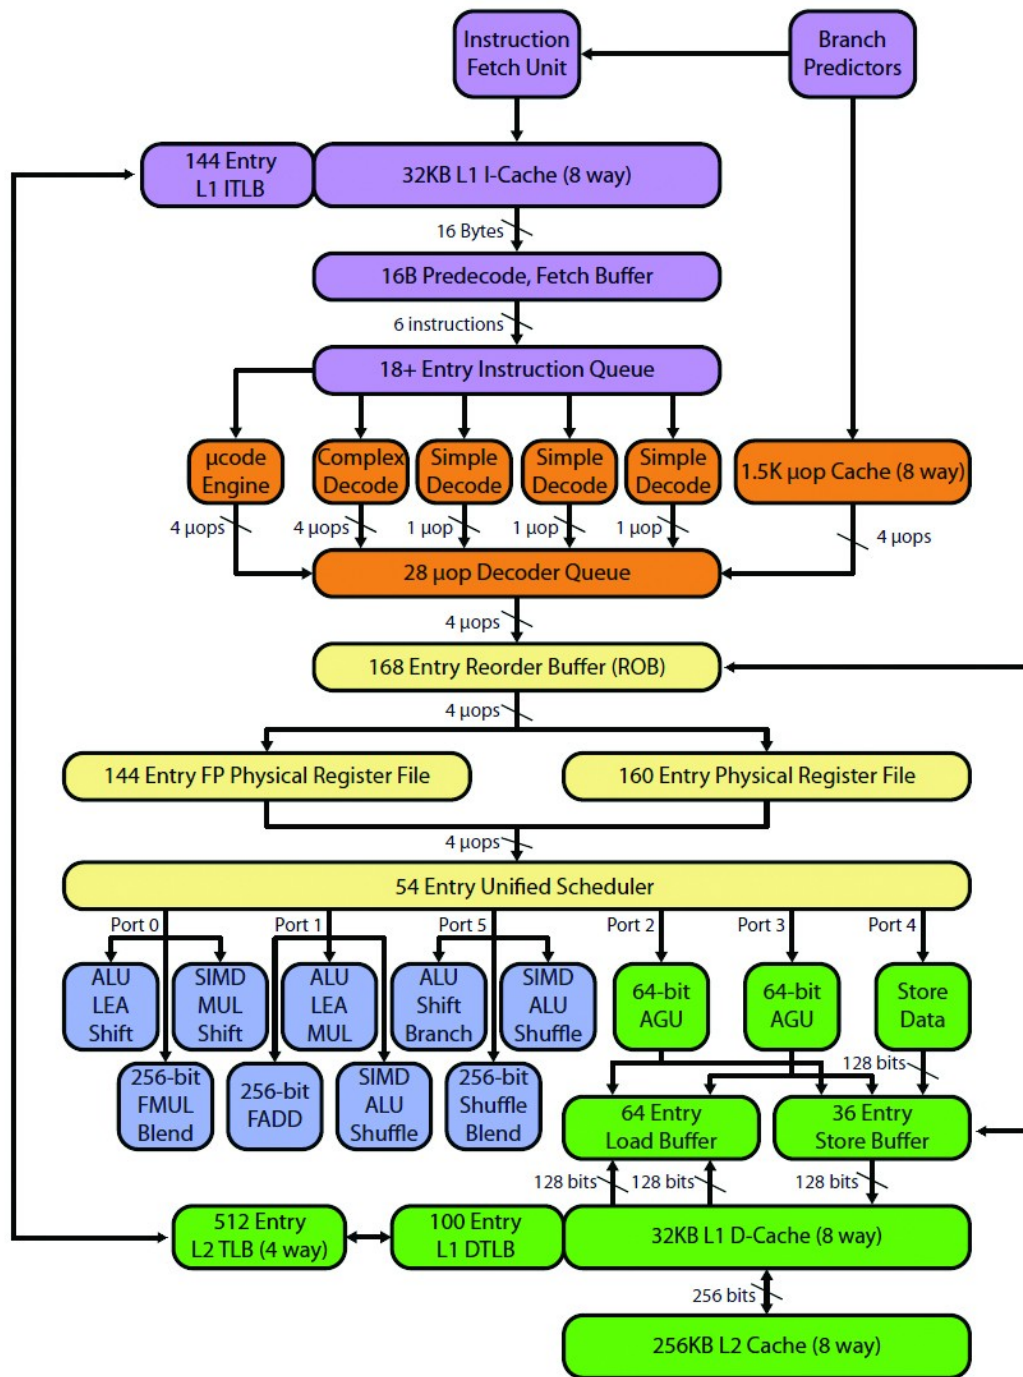 Instruction
Fetch Unit
Branch
Predictors
144 Entry
L1 ITLB
32KB L1 I-Cache (8 way)
16 Bytes
16B Predecode, Fetch Buffer
6 instructions
18+ Entry Instruction Queue
µcode
Engine
Complex
Decode
Simple
Decode
Simple
Decode
Simple
Decode
1.5K µop Cache (8 way)
4 µops
4 µops
1 µop
1 µop
1 µop
4 µops
28 µop Decoder Queue
4 µops
168 Entry Reorder Buffer (ROB)
4 µops
144 Entry FP Physical Register File
160 Entry Physical Register File
4 µops
54 Entry Unified Scheduler
Port 0
Port 1
Port 5
Port 2
Port 3
Port 4
ALU
LEA
Shift
SIMD
MUL
Shift
ALU
LEA
MUL
ALU
Shift
Branch
SIMD
ALU
Shuffle
64-bit
AGU
64-bit
AGU
Store
Data
256-bit
FMUL
Blend
256-bit
FADD
SIMD
ALU
Shuffle
256-bit
Shuffle
Blend
128 bits
64 Entry
Load Buffer
36 Entry
Store Buffer
128 bits
128 bits
128 bits
512 Entry
L2 TLB (4 way)
100 Entry
L1 DTLB
32KB L1 D-Cache (8 way)
256 bits
256KB L2 Cache (8 way)